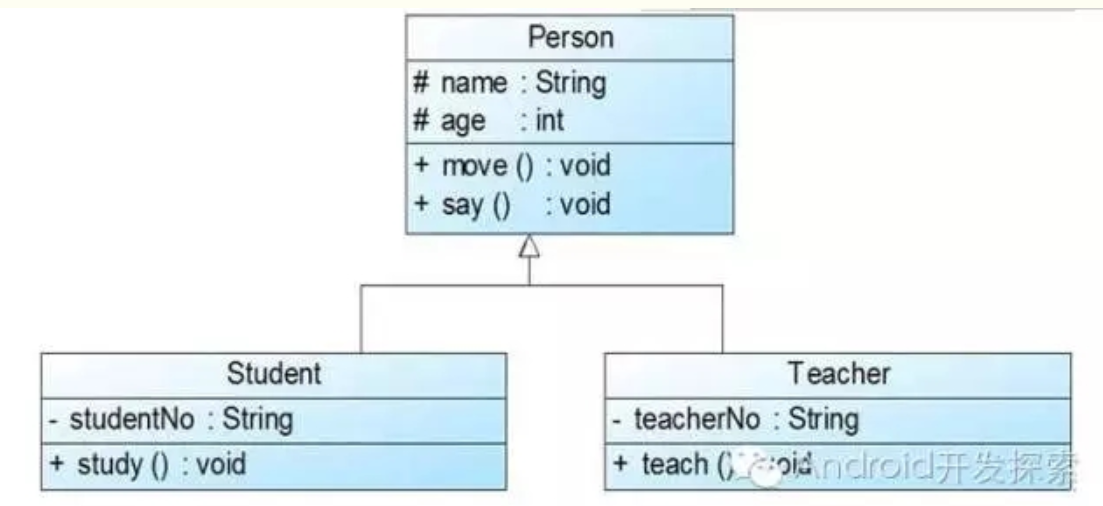 Person
# name : String
# age : int
+ move () : void
+ say () : void
Student
- studentNo : String
+ study () : void
Teacher
- teacherNo : String
+ teach () : void
Android开发探索